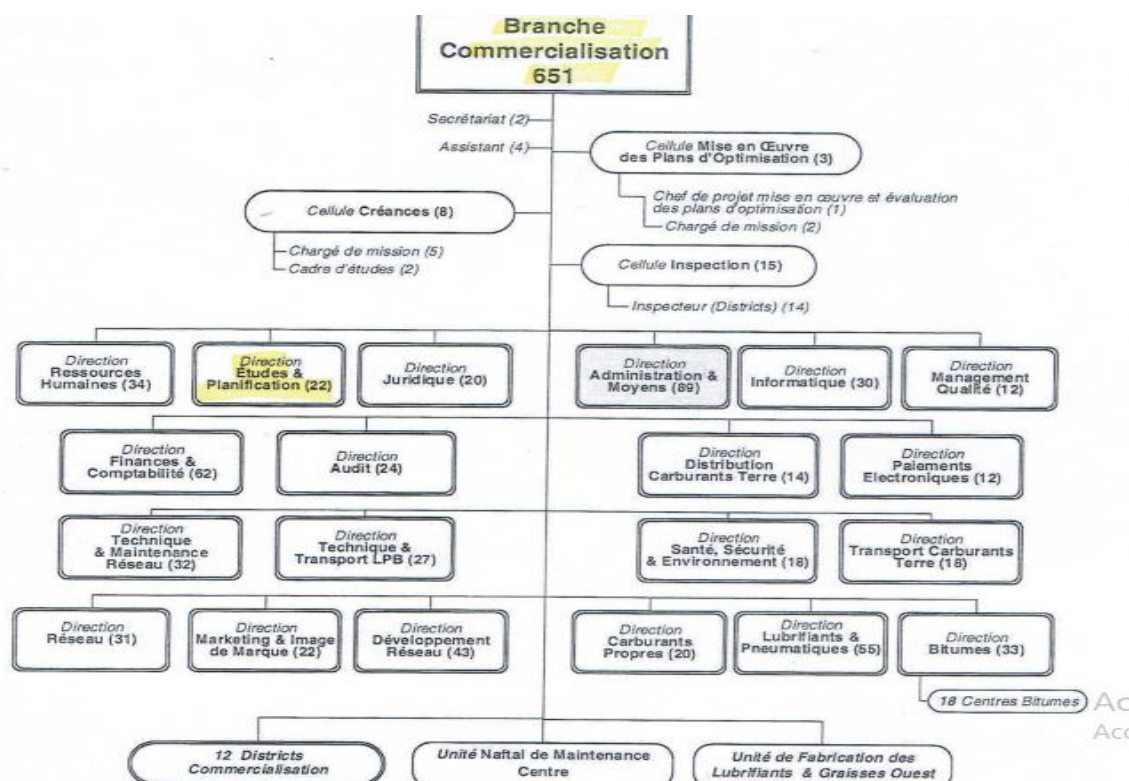 Branche
Commercialisation
651
Secrétariat (2)
Assistant (4)
Cellule Mise en Œuvre
des Plans d'Optimisation (3)
Chef de projet mise en œuvre et évaluation
des plans d'optimisation (1)
Chargé de mission (2)
Cellule Créances (8)
Chargé de mission (5)
Cadre d'études (2)
Cellule Inspection (15)
Inspecteur (Districts) (14)
Direction
Ressources
Humaines (34)
Direction
Études &
Planification (22)
Direction
Juridique (20)
Direction
Administration &
Moyens (89)
Direction
Informatique (30)
Direction
Management
Qualité (12)
Direction
Finances &
Comptabilité (62)
Direction
Audit (24)
Direction
Distribution
Carburants Terre (14)
Direction
Paiements
Electroniques (12)
Direction
Technique
& Maintenance
Réseau (32)
Direction
Technique &
Transport LPB (27)
Direction
Santé, Sécurité
& Environnement (18)
Direction
Transport Carburants
Terre (18)
Direction
Réseau (31)
Direction
Marketing & Image
de Marque (22)
Direction
Développement
Réseau (43)
Direction
Carburants
Propres (20)
Direction
Lubrifiants &
Pneumatiques (55)
Direction
Bitumes (33)
18 Centres Bitumes
12 Districts
Commercialisation
Unité Naftal de Maintenance
Centre
Unité de Fabrication des
Lubrifiants & Graisses Ouest